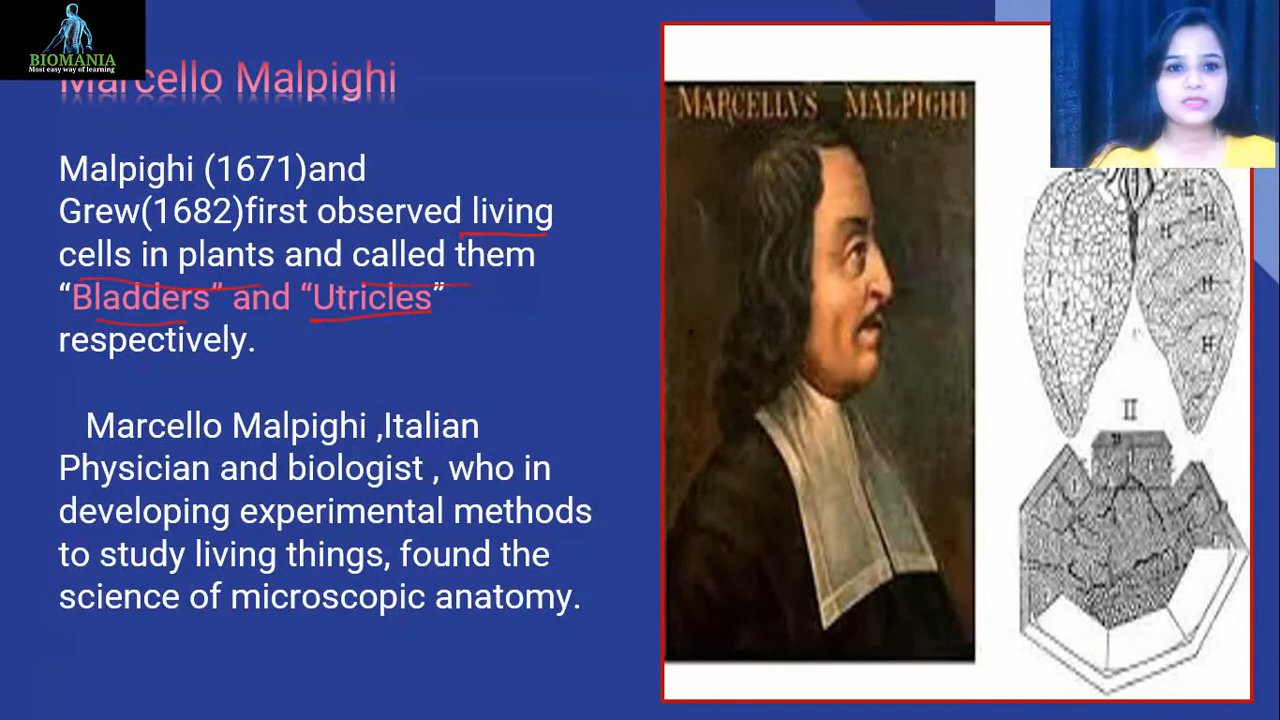 BIOMANIA
Most easy way of learning
Marcello Malpighi
Malpighi (1671)and
Grew(1682)first observed living
cells in plants and called them
“Bladders” and “Utricles”
respectively.
Marcello Malpighi ,Italian
Physician and biologist , who in
developing experimental methods
to study living things, found the
science of microscopic anatomy.
MARCELLVS MALPIGHI
H
H
H
H
H
II